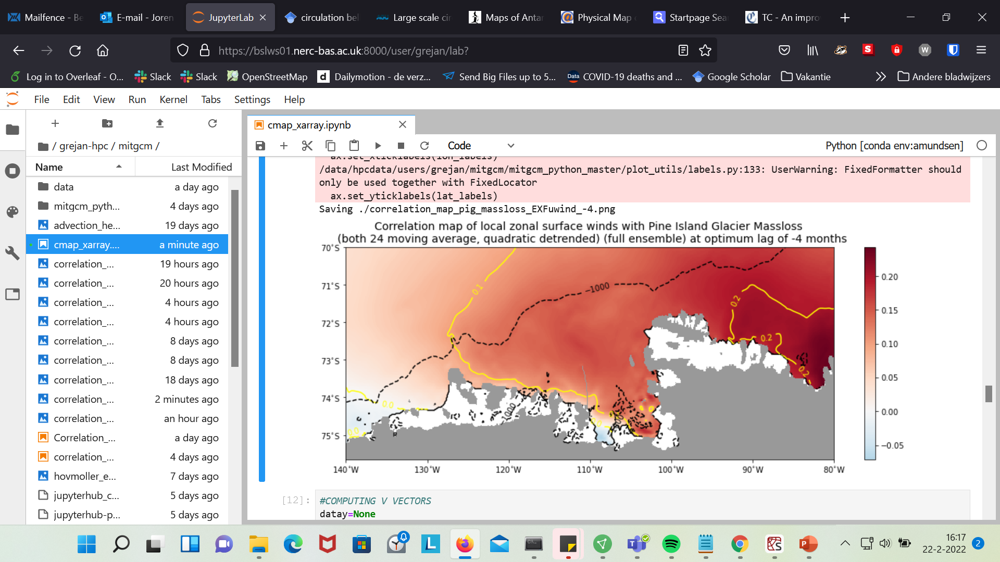 Mailfence - Be
E-mail - Joren
JupyterLab
circulation bel
Large scale cir
Maps of Antar
Physical Map
Startpage Sear
TC - An impro
https://bslws01.nerc-bas.ac.uk:8000/user/grejan/lab?
Log in to Overleaf - O...
Slack
Slack
OpenStreetMap
Dailymotion - de verz...
Send Big Files up to 5...
COVID-19 deaths and ...
Google Scholar
Vakantie
Andere bladwijzers
File Edit View Run Kernel Tabs Settings Help
/ grejan-hpc / mitgcm /
Name Last Modified
data a day ago
mitgcm_pyth... 4 days ago
advection_he... 19 days ago
cmap_xarray.... a minute ago
correlation_... 19 hours ago
correlation_... 20 hours ago
correlation_... 4 hours ago
correlation_... 4 hours ago
correlation_... 8 days ago
correlation_... 8 days ago
correlation_... 18 days ago
correlation_... 2 minutes ago
correlation_... an hour ago
Correlation_... a day ago
correlation_... 4 days ago
hovmoller_e... 7 days ago
jupyterhub_c... 5 days ago
jupyterhub-p... 5 days ago
cmap_xarray.ipynb
Code
Python [conda env:amundsen]
ax.set_xticklabels(lon_labels)
/data/hpcdata/users/grejan/mitgcm/mitgcm_python_master/plot_utils/labels.py:133: UserWarning: FixedFormatter should
only be used together with FixedLocator
ax.set_yticklabels(lat_labels)
Saving ./correlation_map_pig_massloss_EXFuwind_-4.png
Correlation map of local zonal surface winds with Pine Island Glacier Massloss
(both 24 moving average, quadratic detrended) (full ensemble) at optimum lag of -4 months
70°S
71°S
72°S
73°S
74°S
75°S
140°W 130°W 120°W 110°W 100°W 90°W 80°W
0.1
-1000
0.2
0.2
0.2
0.0
0.0
0.0
1000
0.20
0.15
0.10
0.05
0.00
−0.05
[12]:
#COMPUTING V VECTORS
datay=None
16:17
22-2-2022
2